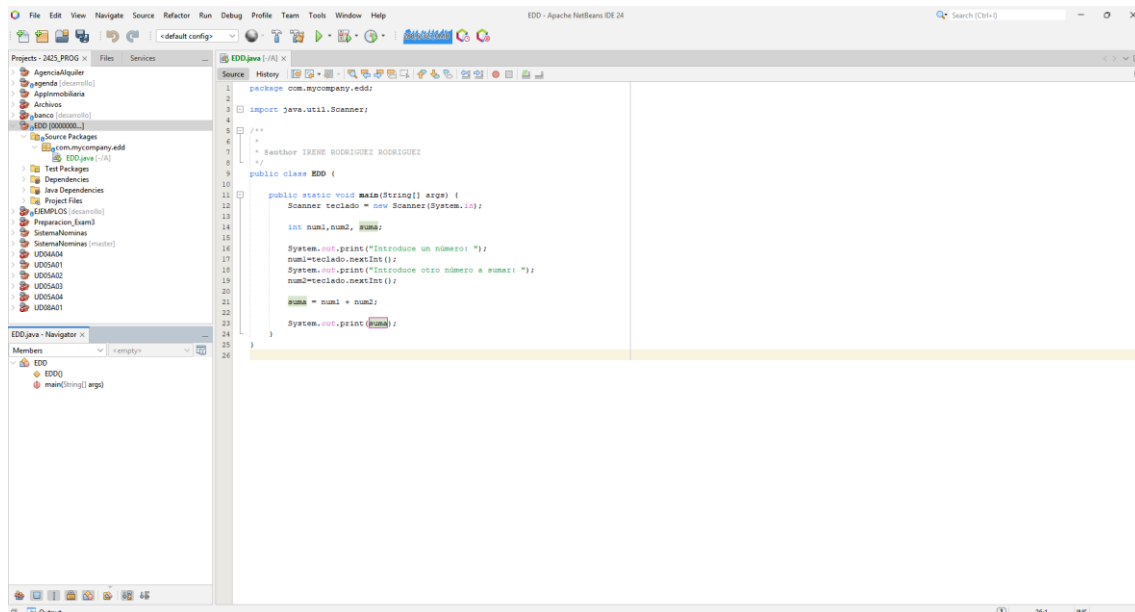 File Edit View Navigate Source Refactor Run Debug Profile Team Tools Window Help
EDD - Apache NetBeans IDE 24
Search (Ctrl+I)
<default config>
Projects - 2425_PROG × Files Services
AgenciaAlquiler
agenda [desarrollo]
AppInmobiliaria
Archivos
banco [desarrollo]
EDD [0000000...]
Source Packages
com.mycompany.edd
EDD.java [-/A]
Test Packages
Dependencies
Java Dependencies
Project Files
EJEMPLOS [desarrollo]
Preparacion_Exam3
SistemaNominas
SistemaNominas [master]
UD04A04
UD05A01
UD05A02
UD05A03
UD05A04
UD08A01
EDD.java - Navigator ×
Members <empty>
EDD
EDD()
main(String[] args)
EDD.java [-/A] ×
Source History
1 package com.mycompany.edd;
2
3 import java.util.Scanner;
4
5 /**
6 *
7 * @author IRENE RODRIGUEZ RODRIGUEZ
8 */
9 public class EDD {
10
11 public static void main(String[] args) {
12 Scanner teclado = new Scanner(System.in);
13
14 int num1,num2, suma;
15
16 System.out.print("Introduce un número: ");
17 num1=teclado.nextInt();
18 System.out.print("Introduce otro número a sumar: ");
19 num2=teclado.nextInt();
20
21 suma = num1 + num2;
22
23 System.out.print(suma);
24 }
25 }
26
Output
26:1 INS